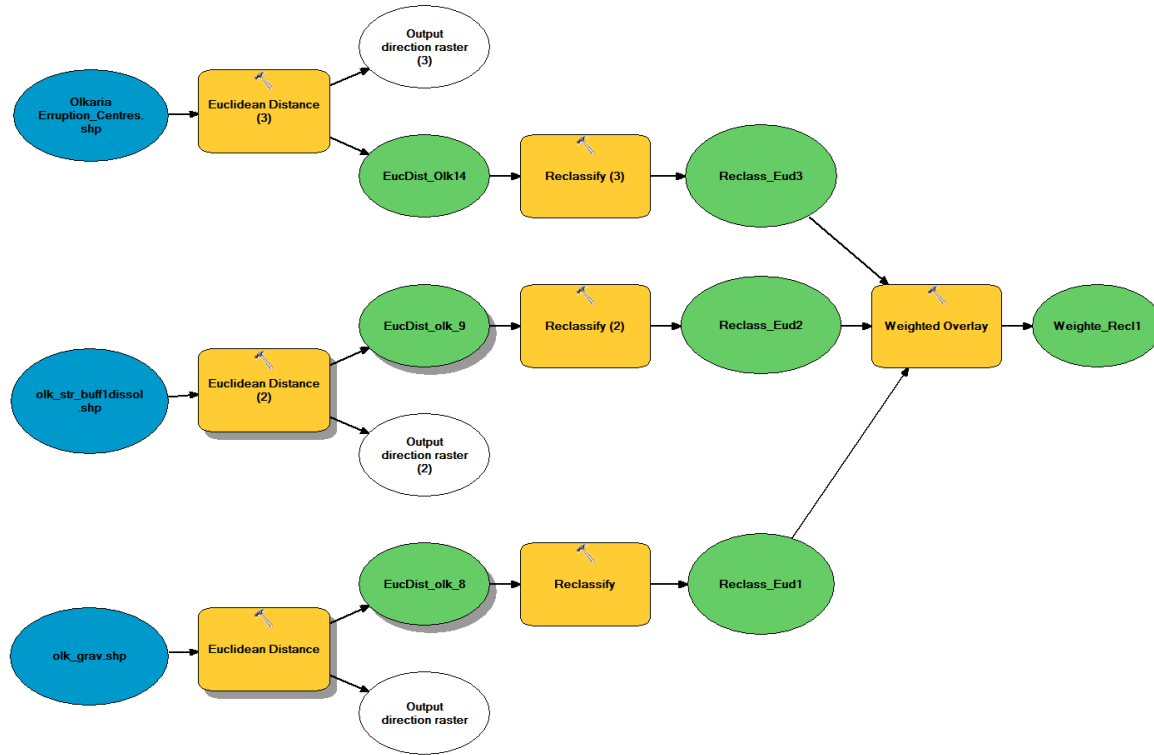 Output
direction raster
(3)
Olkaria
Erruption_Centres.
shp
Euclidean Distance
(3)
EucDist_Olk14
Reclassify (3)
Reclass_Eud3
EucDist_olk_9
Reclassify (2)
Reclass_Eud2
Weighted Overlay
Weighte_Recl1
olk_str_buff1dissol
.shp
Euclidean Distance
(2)
Output
direction raster
(2)
EucDist_olk_8
Reclassify
Reclass_Eud1
olk_grav.shp
Euclidean Distance
Output
direction raster